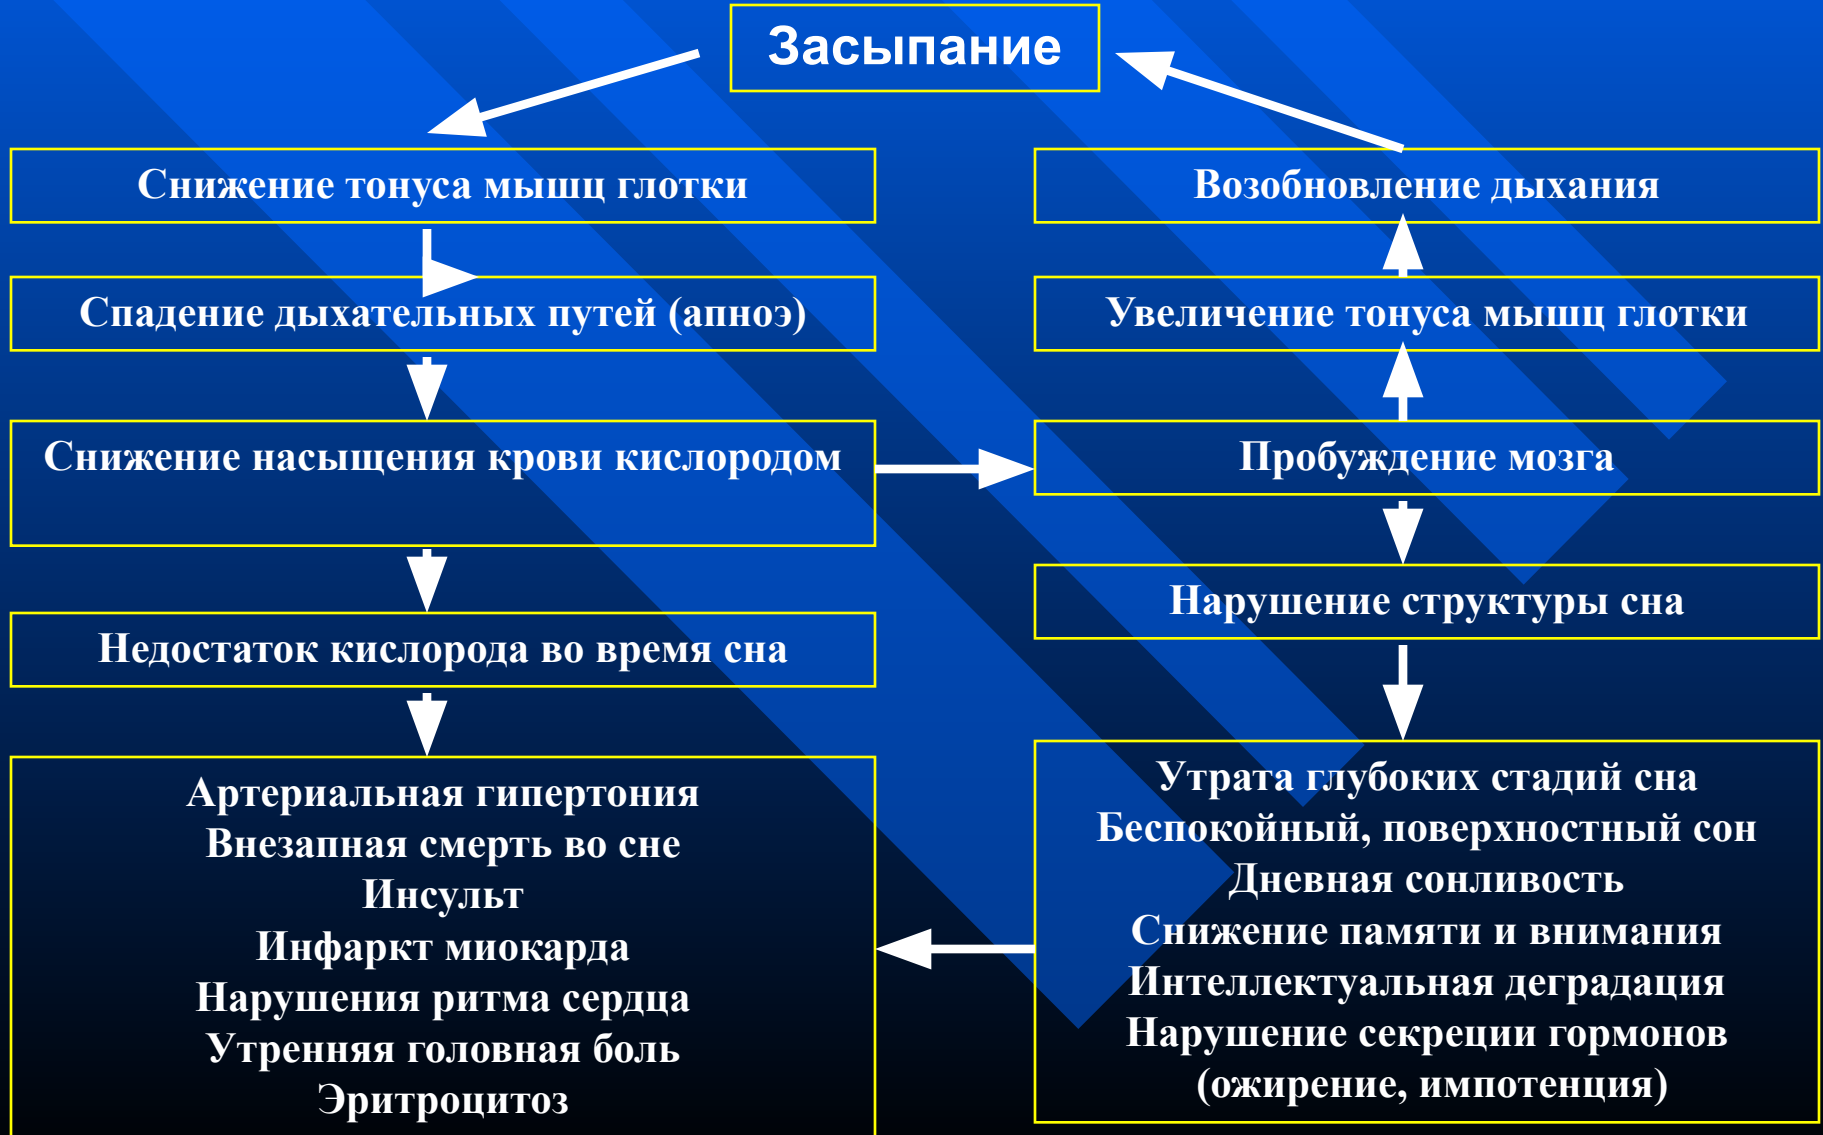 Засыпание
Снижение тонуса мышц глотки
Спадение дыхательных путей (апноэ)
Снижение насыщения крови кислородом
Недостаток кислорода во время сна
Артериальная гипертония
Внезапная смерть во сне
Инсульт
Инфаркт миокарда
Нарушения ритма сердца
Утренняя головная боль
Эритроцитоз
Возобновление дыхания
Увеличение тонуса мышц глотки
Пробуждение мозга
Нарушение структуры сна
Утрата глубоких стадий сна
Беспокойный, поверхностный сон
Дневная сонливость
Снижение памяти и внимания
Интеллектуальная деградация
Нарушение секреции гормонов
(ожирение, импотенция)